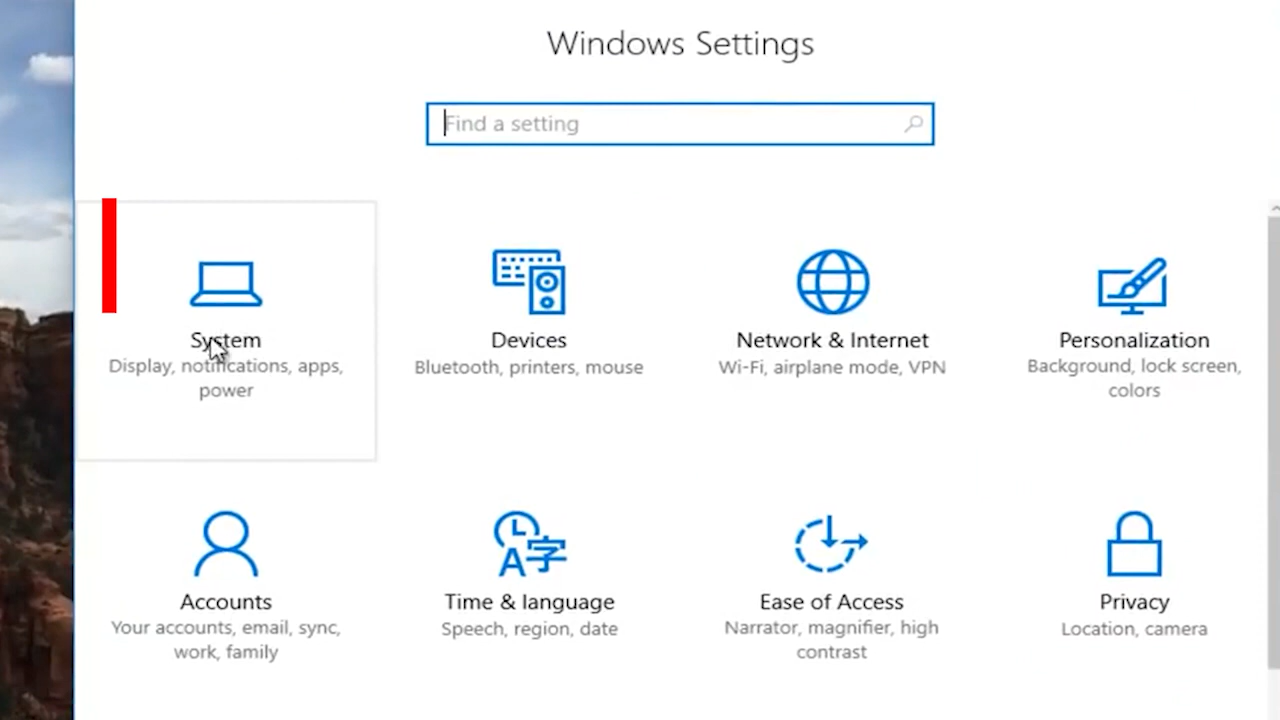 Windows Settings
Find a setting
System
Display, notifications, apps,
power
Devices
Bluetooth, printers, mouse
Network & Internet
Wi-Fi, airplane mode, VPN
Personalization
Background, lock screen,
colors
Accounts
Your accounts, email, sync,
work, family
Time & language
Speech, region, date
Ease of Access
Narrator, magnifier, high
contrast
Privacy
Location, camera